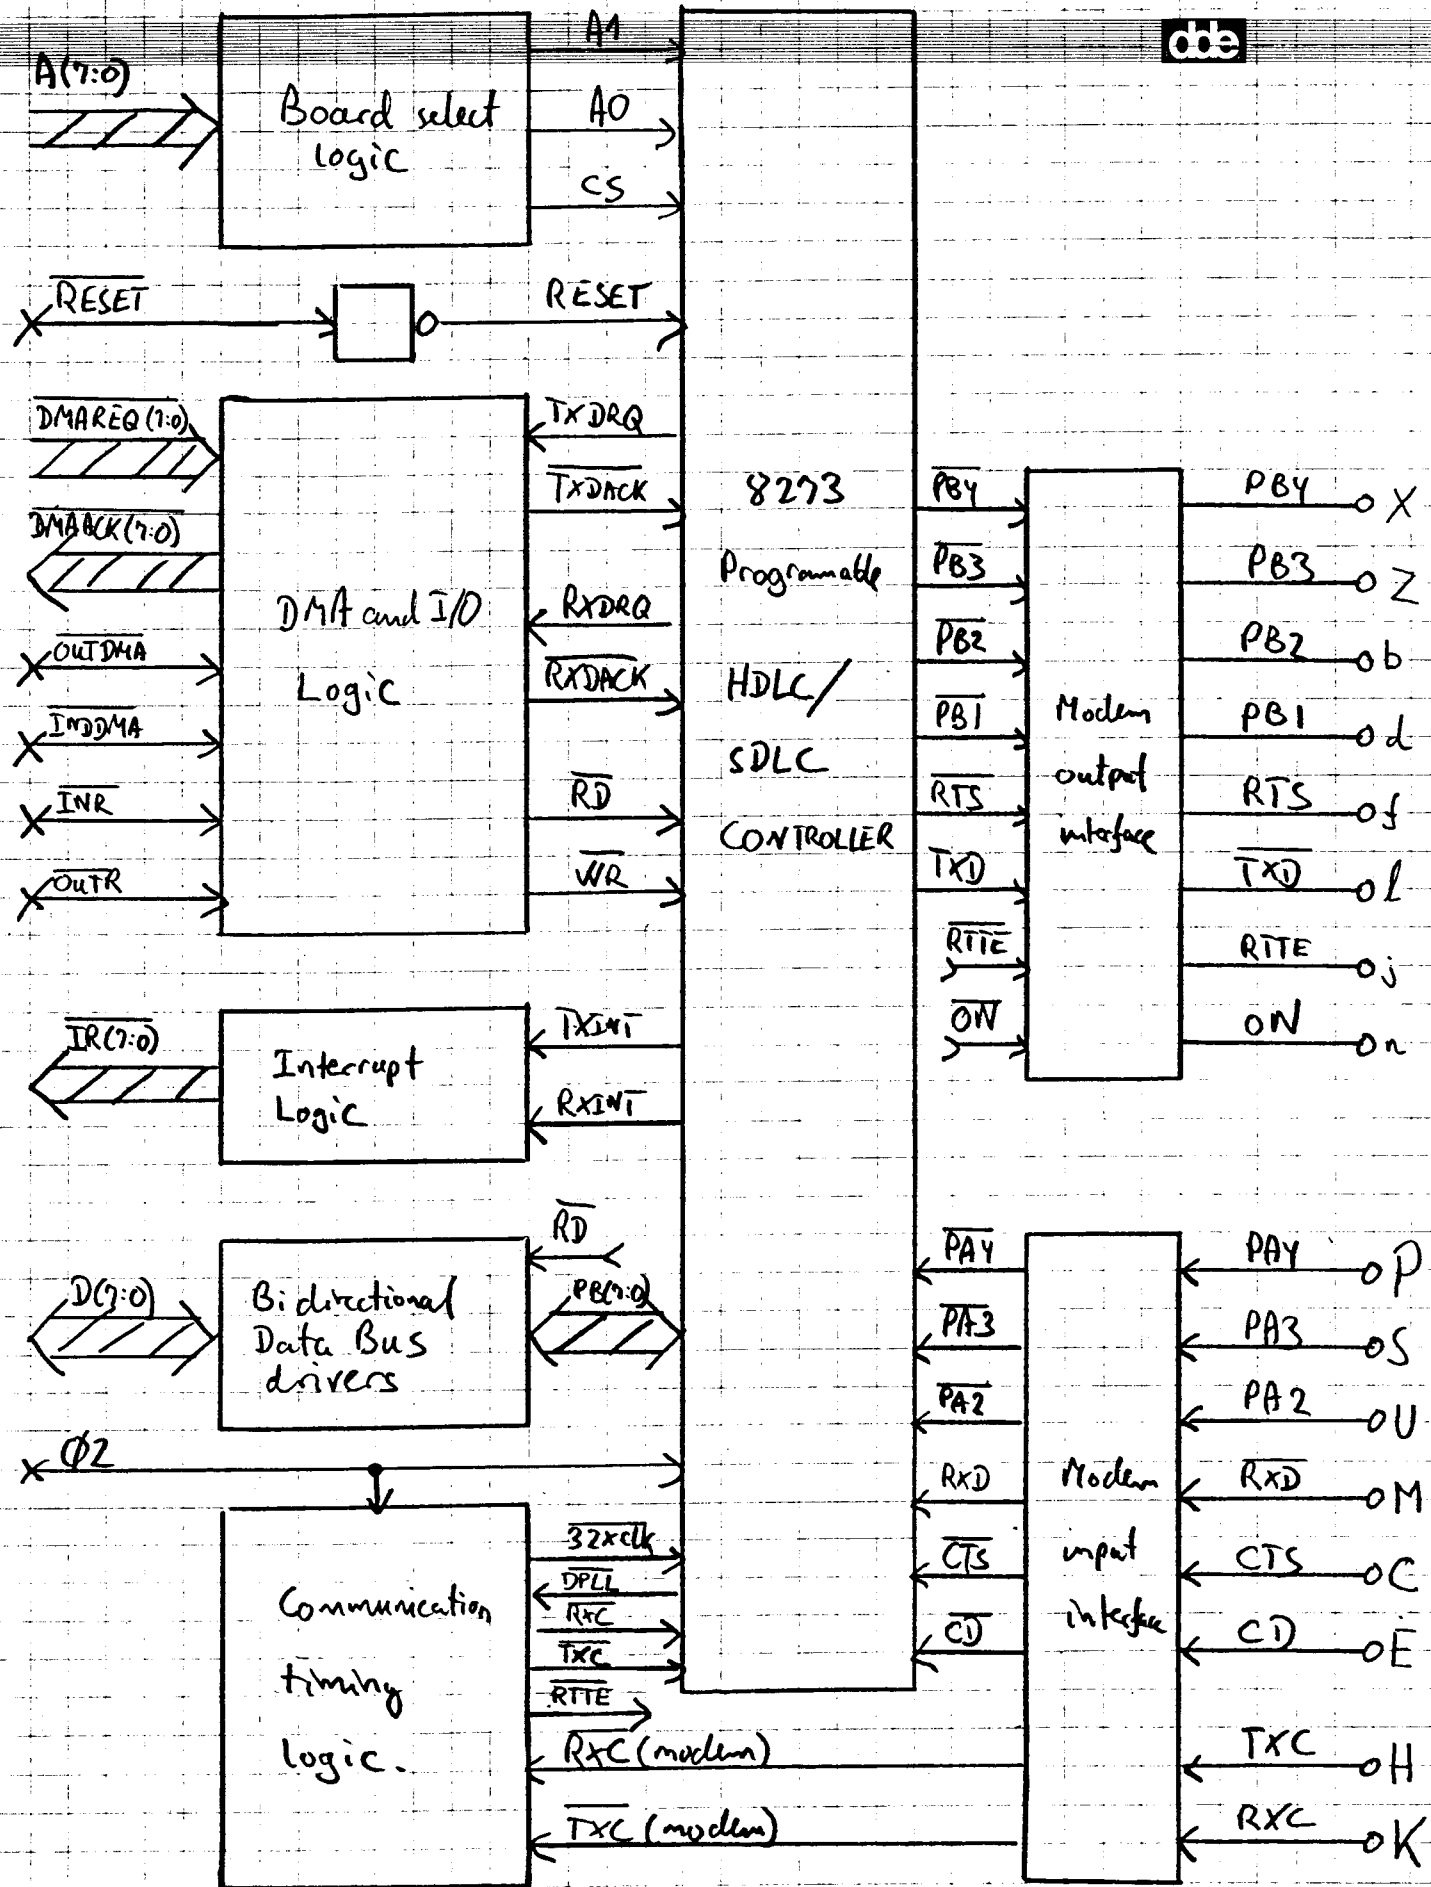 dde
A(7:0)
Board select
logic
A1
A0
CS
RESET
RESET
DMAREQ(7:0)
DMAACK(7:0)
OUTDMA
INDDMA
INR
OUTR
DMA and I/O
Logic
TXDRQ
TXDACK
RXDRQ
RXDACK
RD
WR
IR(7:0)
Interrupt
Logic
TXINT
RXINT
D(7:0)
Bidirectional
Data Bus
drivers
RD
PB(7:0)
Ø2
Communication
timing
logic.
32xclk
DPLL
RXC
TXC
RTTE
RXC (modem)
TXC (modem)
8273
Programmable
HDLC/
SDLC
CONTROLLER
PB4
PB3
PB2
PB1
RTS
TXD
RTTE
ON
Modem
output
interface
PB4 X
PB3 Z
PB2 b
PB1 d
RTS f
TXD l
RTTE j
ON n
PA4
PA3
PA2
RXD
CTS
CD
Modem
input
interface
PA4 P
PA3 S
PA2 U
RXD M
CTS C
CD E
TXC H
RXC K